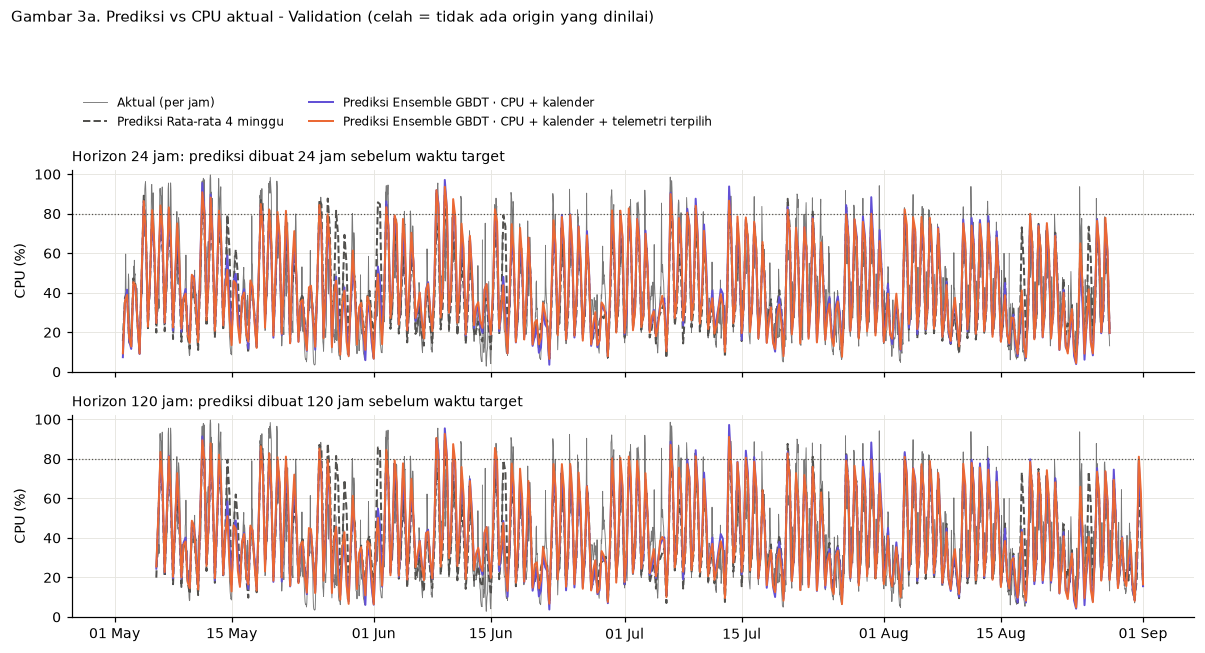 Gambar 3a. Prediksi vs CPU aktual - Validation (celah = tidak ada origin yang dinilai)
Aktual (per jam)
Prediksi Rata-rata 4 minggu
Prediksi Ensemble GBDT · CPU + kalender
Prediksi Ensemble GBDT · CPU + kalender + telemetri terpilih
Horizon 24 jam: prediksi dibuat 24 jam sebelum waktu target
CPU (%)
100
80
60
40
20
0
Horizon 120 jam: prediksi dibuat 120 jam sebelum waktu target
CPU (%)
100
80
60
40
20
0
01 May 15 May 01 Jun 15 Jun 01 Jul 15 Jul 01 Aug 15 Aug 01 Sep